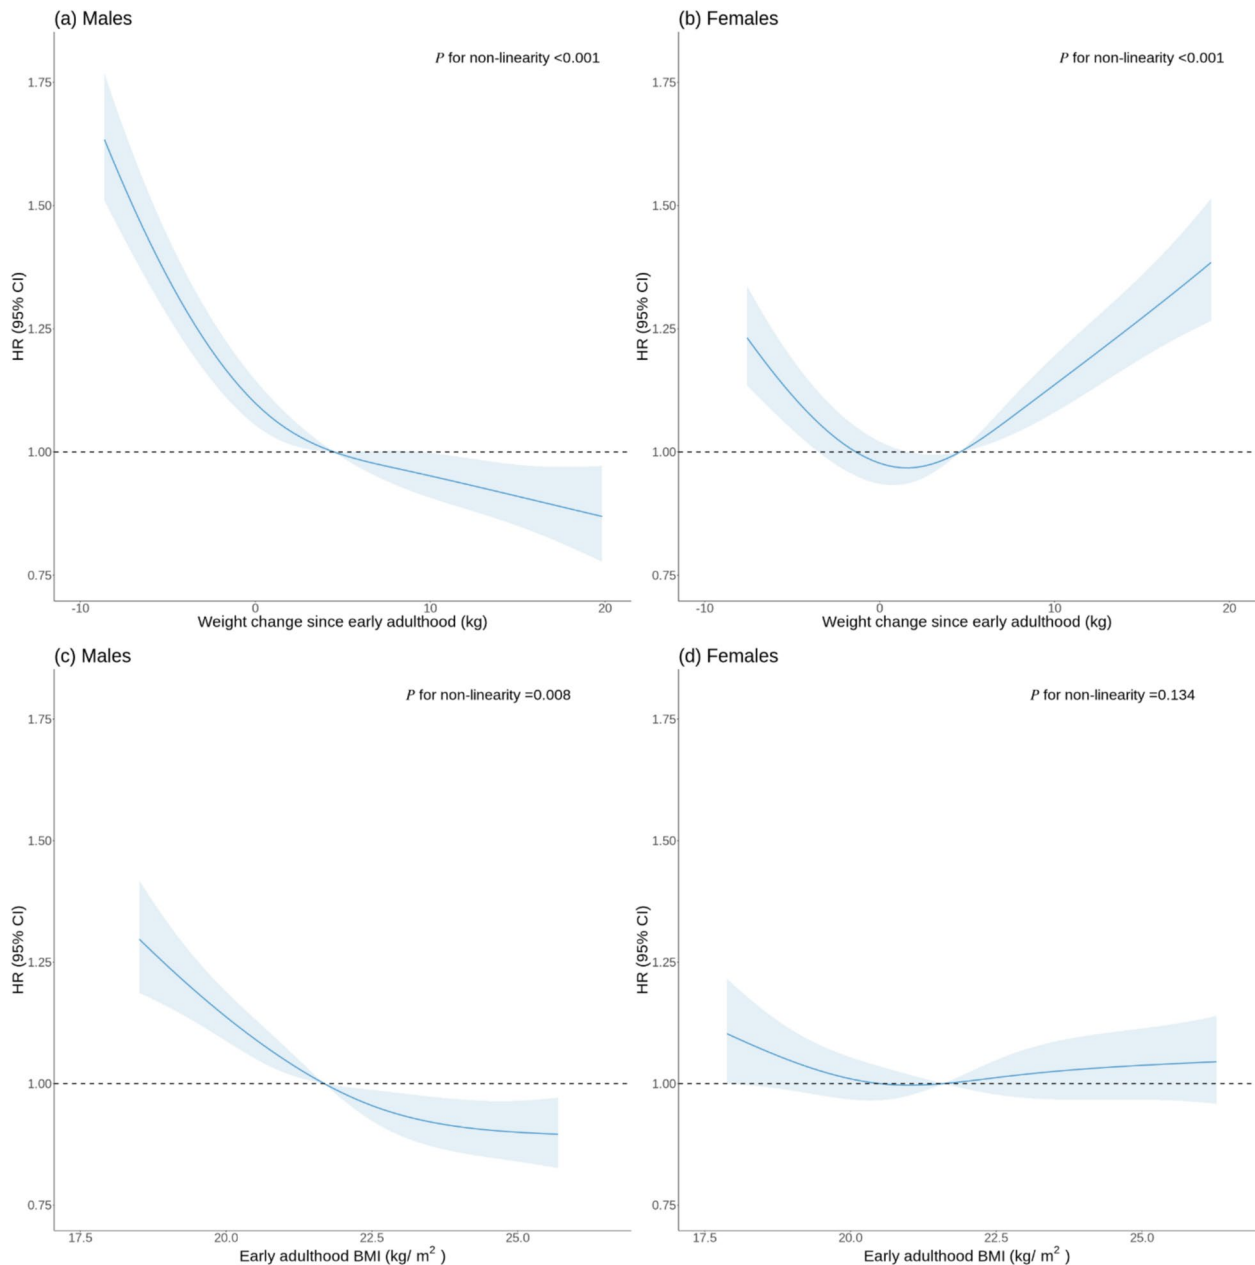 (a) Males
P for non-linearity <0.001
HR (95% CI)
1.75
1.50
1.25
1.00
0.75
-10 0 10 20
Weight change since early adulthood (kg)
(b) Females
P for non-linearity <0.001
HR (95% CI)
1.75
1.50
1.25
1.00
0.75
-10 0 10 20
Weight change since early adulthood (kg)
(c) Males
P for non-linearity =0.008
HR (95% CI)
1.75
1.50
1.25
1.00
0.75
17.5 20.0 22.5 25.0
Early adulthood BMI (kg/ m²)
(d) Females
P for non-linearity =0.134
HR (95% CI)
1.75
1.50
1.25
1.00
0.75
17.5 20.0 22.5 25.0
Early adulthood BMI (kg/ m²)